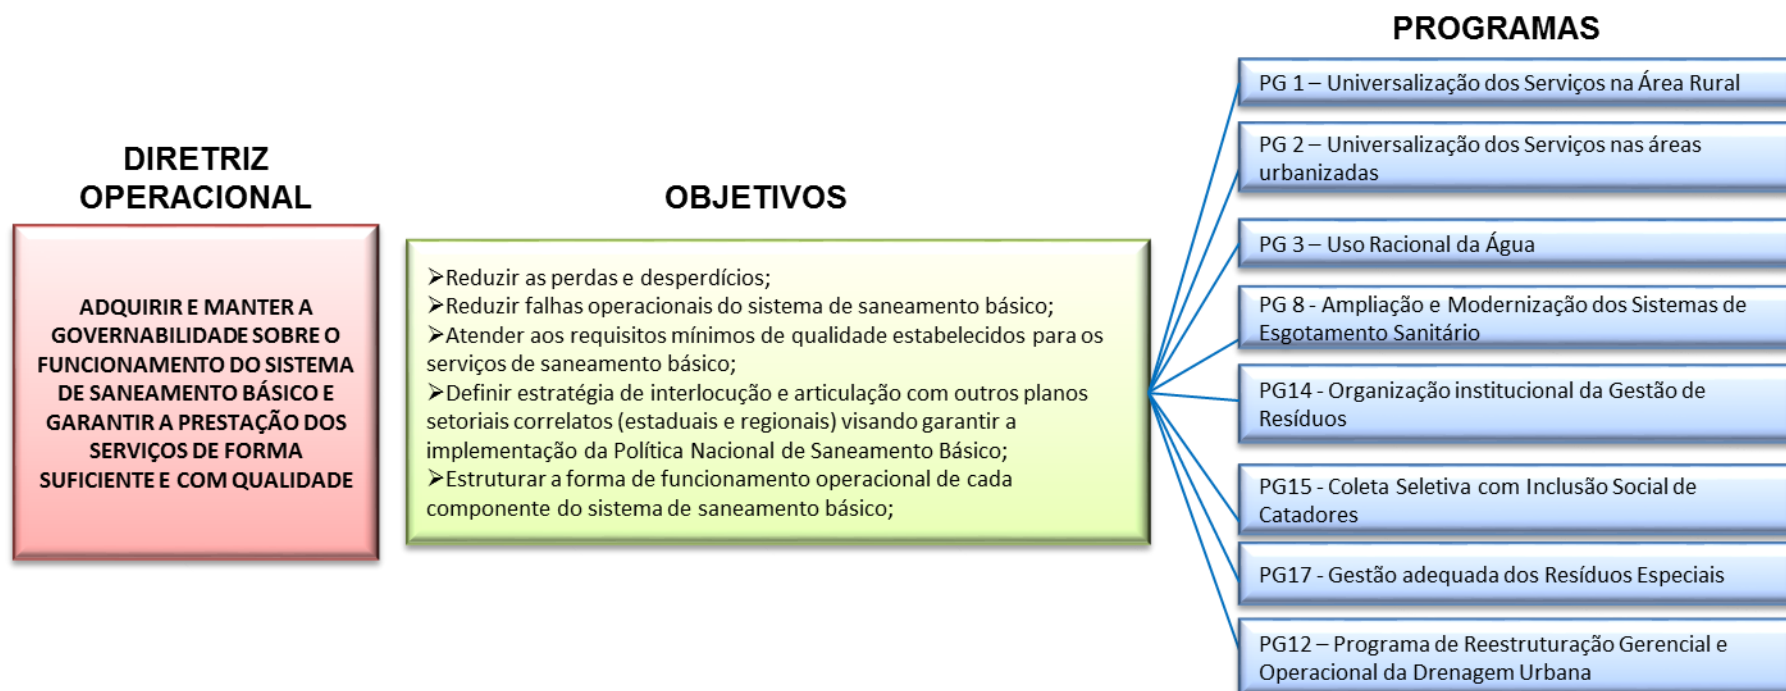 DIRETRIZ
OPERACIONAL
ADQUIRIR E MANTER A
GOVERNABILIDADE SOBRE O
FUNCIONAMENTO DO SISTEMA
DE SANEAMENTO BÁSICO E
GARANTIR A PRESTAÇÃO DOS
SERVIÇOS DE FORMA
SUFICIENTE E COM QUALIDADE
OBJETIVOS
➢Reduzir as perdas e desperdícios;
➢Reduzir falhas operacionais do sistema de saneamento básico;
➢Atender aos requisitos mínimos de qualidade estabelecidos para os
serviços de saneamento básico;
➢Definir estratégia de interlocução e articulação com outros planos
setoriais correlatos (estaduais e regionais) visando garantir a
implementação da Política Nacional de Saneamento Básico;
➢Estruturar a forma de funcionamento operacional de cada
componente do sistema de saneamento básico;
PROGRAMAS
PG 1 – Universalização dos Serviços na Área Rural
PG 2 – Universalização dos Serviços nas áreas
urbanizadas
PG 3 – Uso Racional da Água
PG 8 - Ampliação e Modernização dos Sistemas de
Esgotamento Sanitário
PG14 - Organização institucional da Gestão de
Resíduos
PG15 - Coleta Seletiva com Inclusão Social de
Catadores
PG17 - Gestão adequada dos Resíduos Especiais
PG12 – Programa de Reestruturação Gerencial e
Operacional da Drenagem Urbana